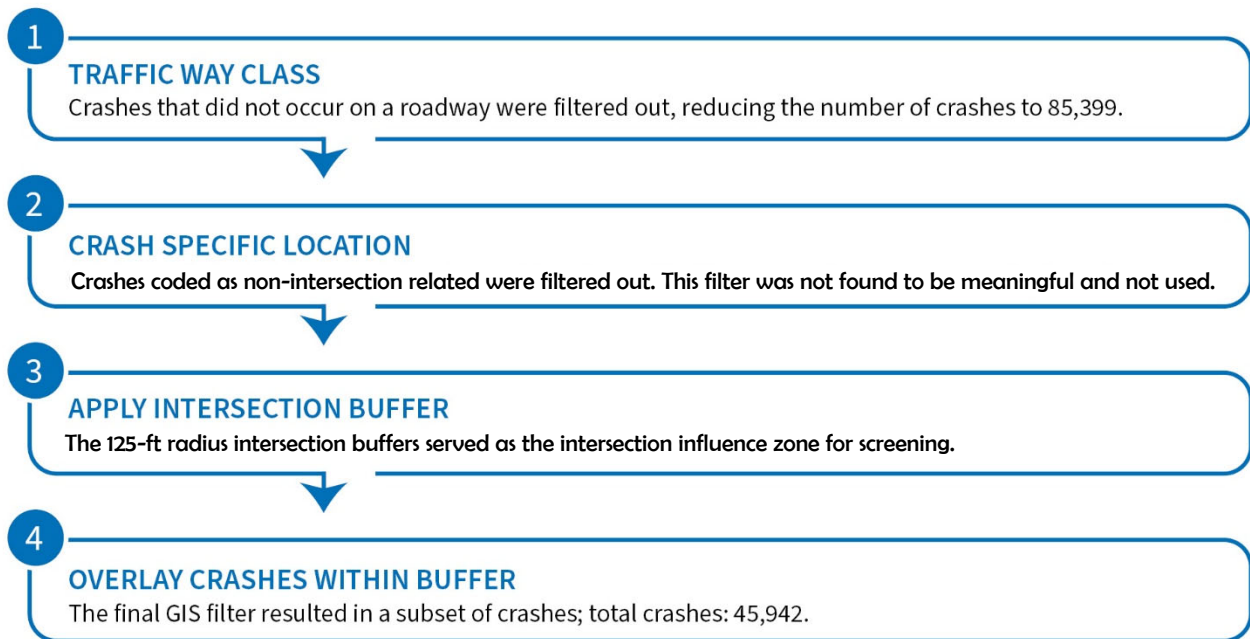 1
TRAFFIC WAY CLASS
Crashes that did not occur on a roadway were filtered out, reducing the number of crashes to 85,399.
2
CRASH SPECIFIC LOCATION
Crashes coded as non-intersection related were filtered out. This filter was not found to be meaningful and not used.
3
APPLY INTERSECTION BUFFER
The 125-ft radius intersection buffers served as the intersection influence zone for screening.
4
OVERLAY CRASHES WITHIN BUFFER
The final GIS filter resulted in a subset of crashes; total crashes: 45,942.